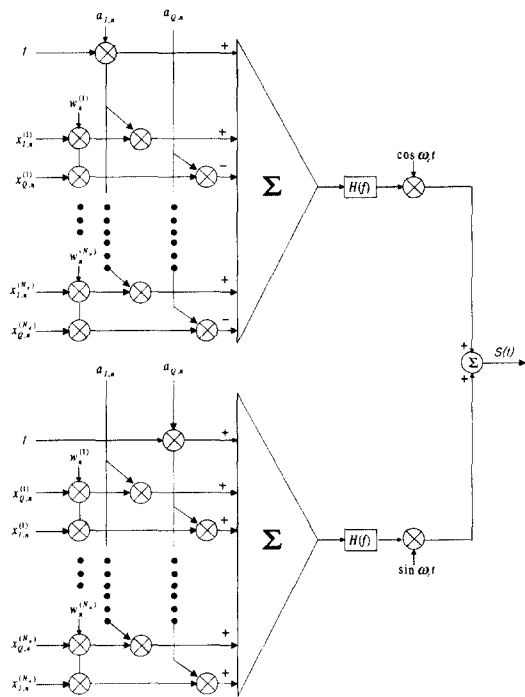 a_{I,n} a_{Q,n}
1 +
w_n^{(1)}
x_{I,n}^{(1)} +
x_{Q,n}^{(1)} −
Σ H(f) cos ω_c t
w_n^{(N_u)}
x_{I,n}^{(N_u)} +
x_{Q,n}^{(N_u)} −
+ Σ S(t)
+
a_{I,n} a_{Q,n}
1 +
w_n^{(1)}
x_{Q,n}^{(1)} +
x_{I,n}^{(1)} +
Σ H(f)
sin ω_c t
w_n^{(N_u)}
x_{Q,n}^{(N_u)} +
x_{I,n}^{(N_u)} +